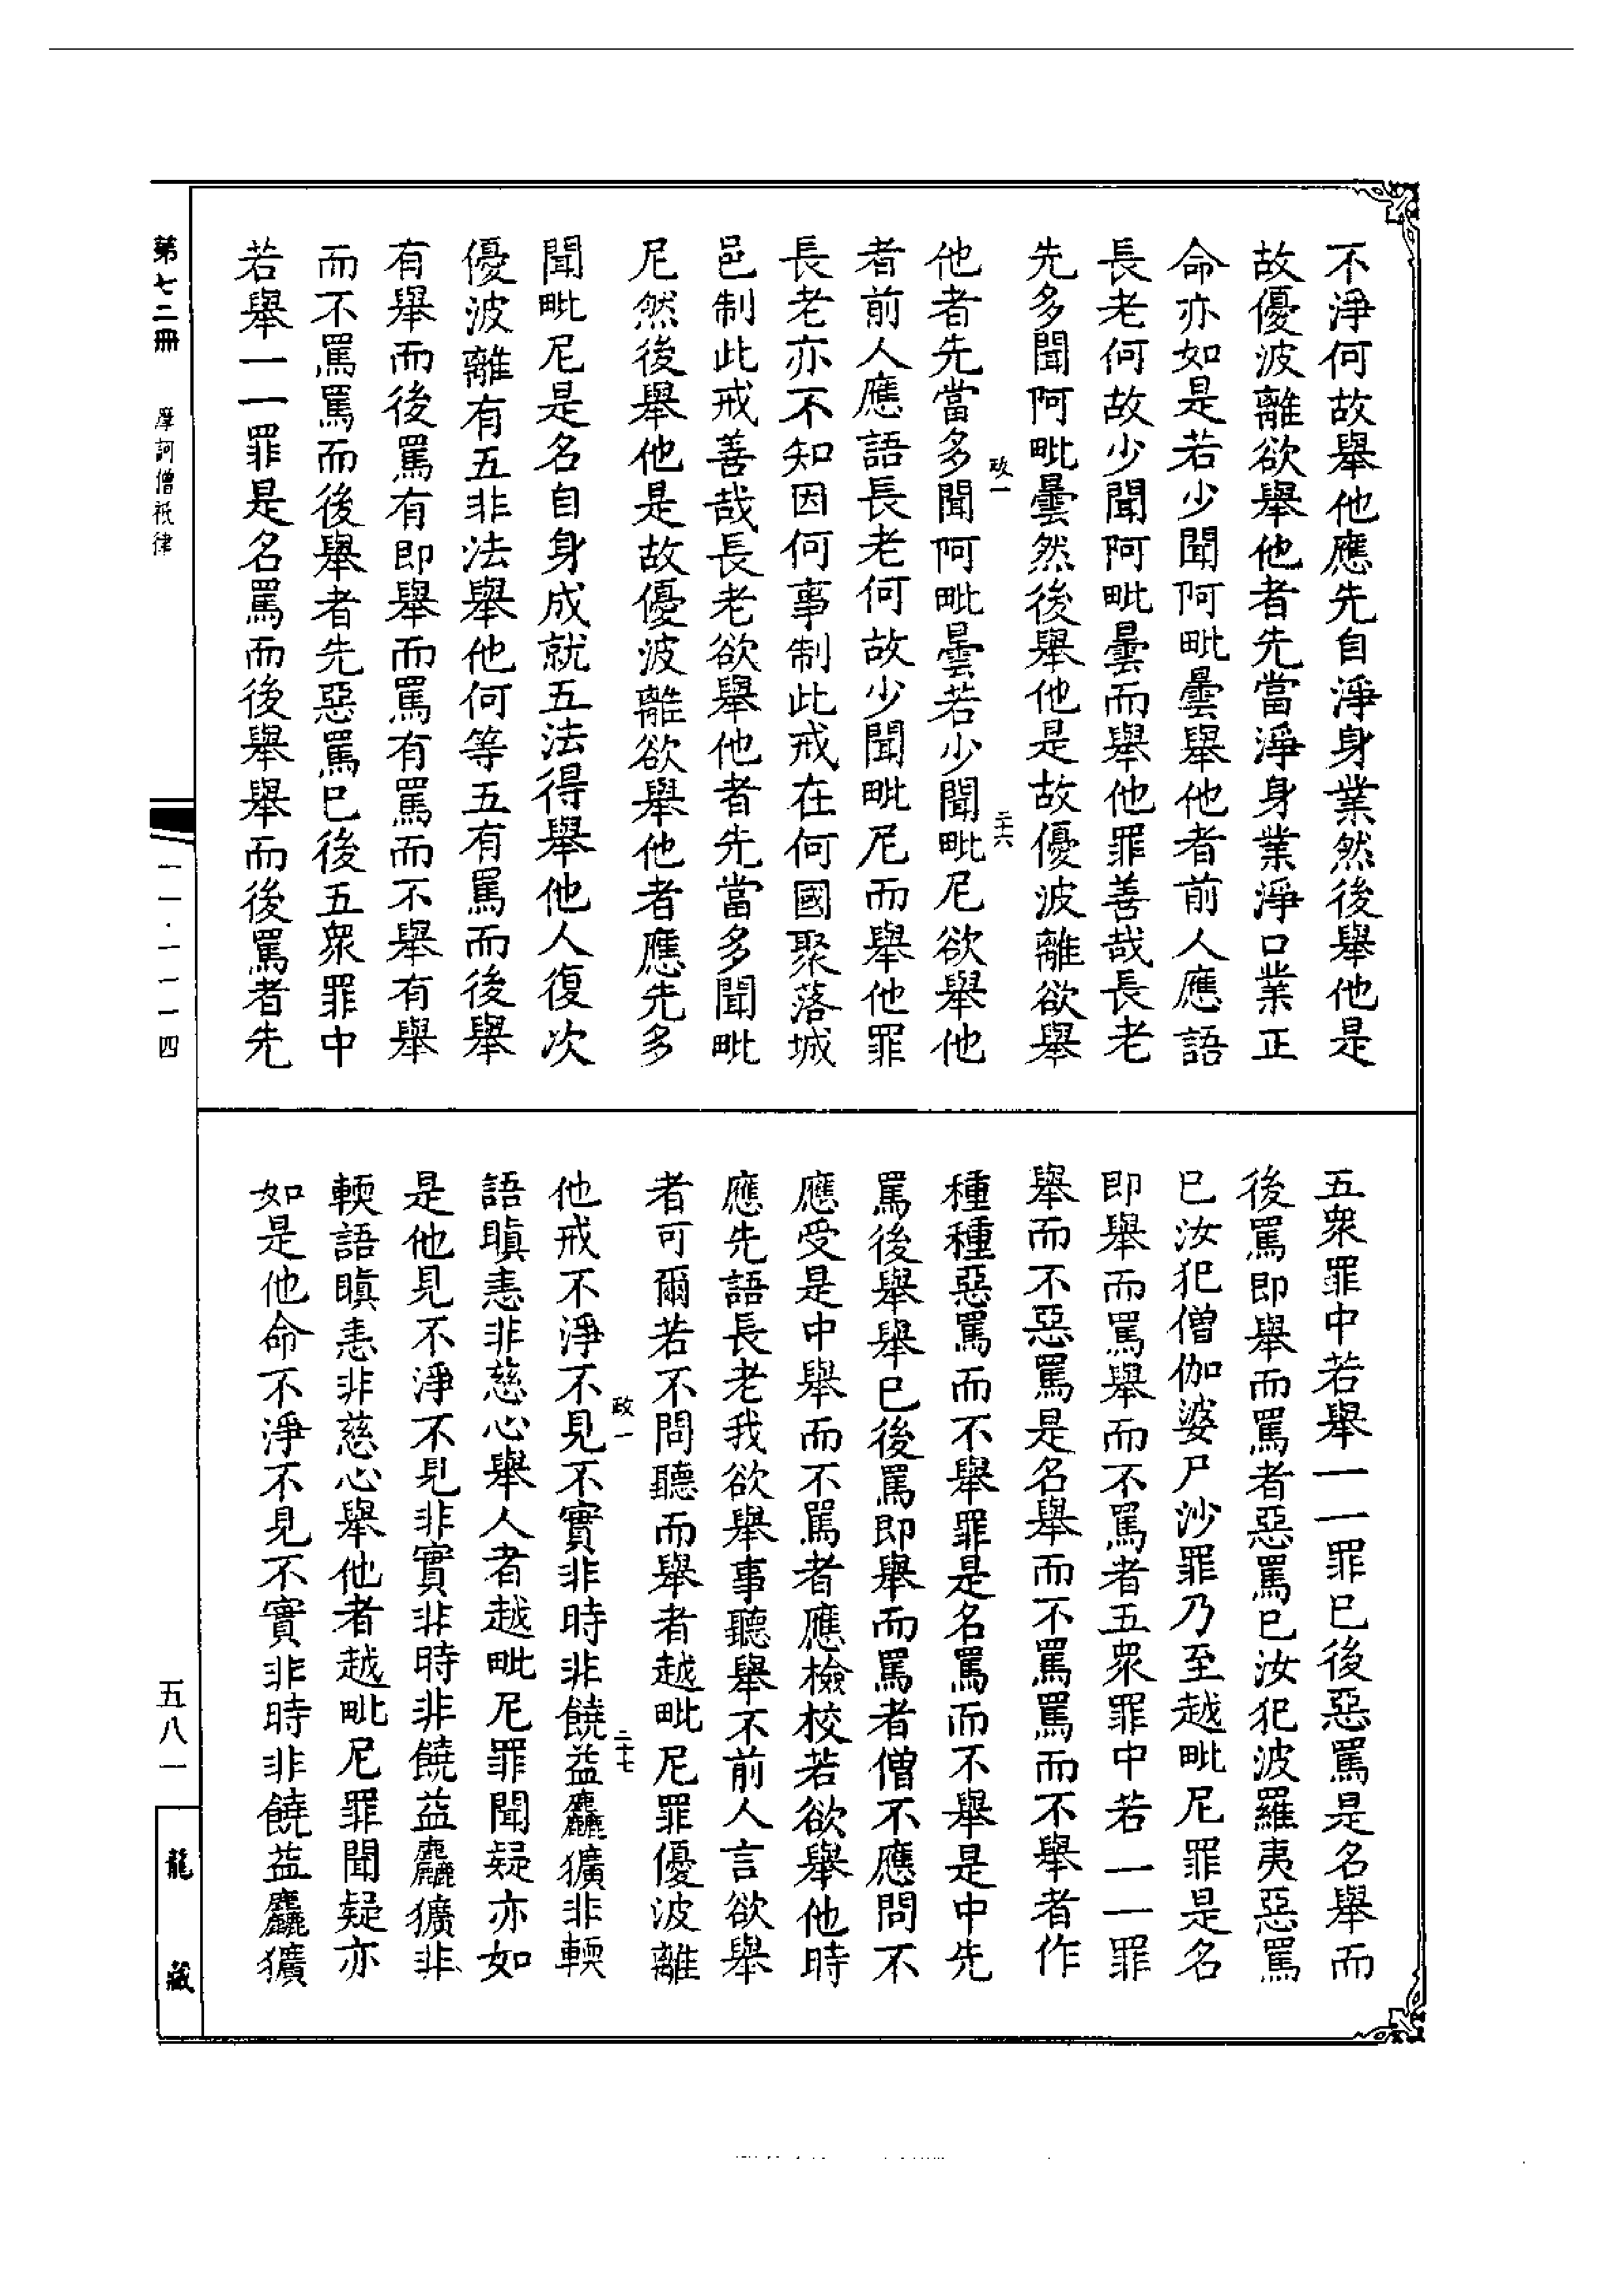 不淨何故舉他應先自淨身業然後舉他是
故優波離欲舉他者先當淨身業淨口業正
命亦如是若少聞阿毗曇舉他者前人應語
長老何故少聞阿毗曇而舉他罪善哉長老
先多聞阿毗曇然後舉他是故優波離欲舉
政一
二十六
他者先當多聞阿毗曇若少聞毗尼欲舉他
者前人應語長老何故少聞毗尼而舉他罪
長老亦不知因何事制此戒在何國聚落城
邑制此戒善哉長老欲舉他者先當多聞毗
尼然後舉他是故優波離欲舉他者應先多
聞毗尼是名自身成就五法得舉他人復次
優波離有五非法舉他何等五有罵而後舉
有舉而後罵有即舉而罵有罵而不舉有舉
而不罵罵而後舉者先惡罵已後五眾罪中
若舉一一罪是名罵而後舉舉而後罵者先
五眾罪中若舉一一罪已後惡罵是名舉而
後罵即舉而罵者惡罵已汝犯波羅夷惡罵
已汝犯僧伽婆尸沙罪乃至越毗尼罪是名
即舉而罵舉而不罵者五眾罪中若一一罪
舉而不惡罵是名舉而不罵罵而不舉者作
種種惡罵而不舉罪是名罵而不舉是中先
罵後舉舉已後罵即舉而罵者僧不應問不
應受是中舉而不罵者應檢校若欲舉他時
應先語長老我欲舉事聽舉不前人言欲舉
者可爾若不問聽而舉者越毗尼罪優波離
政一
二十七
他戒不淨不見不實非時非饒益麤獷非輭
語瞋恚非慈心舉人者越毗尼罪聞疑亦如
是他見不淨不見非實非時非饒益麤獷非
輭語瞋恚非慈心舉他者越毗尼罪聞疑亦
如是他命不淨不見不實非時非饒益麤獷
第七二冊 摩訶僧祇律
一一·一一一四
五八一
龍藏